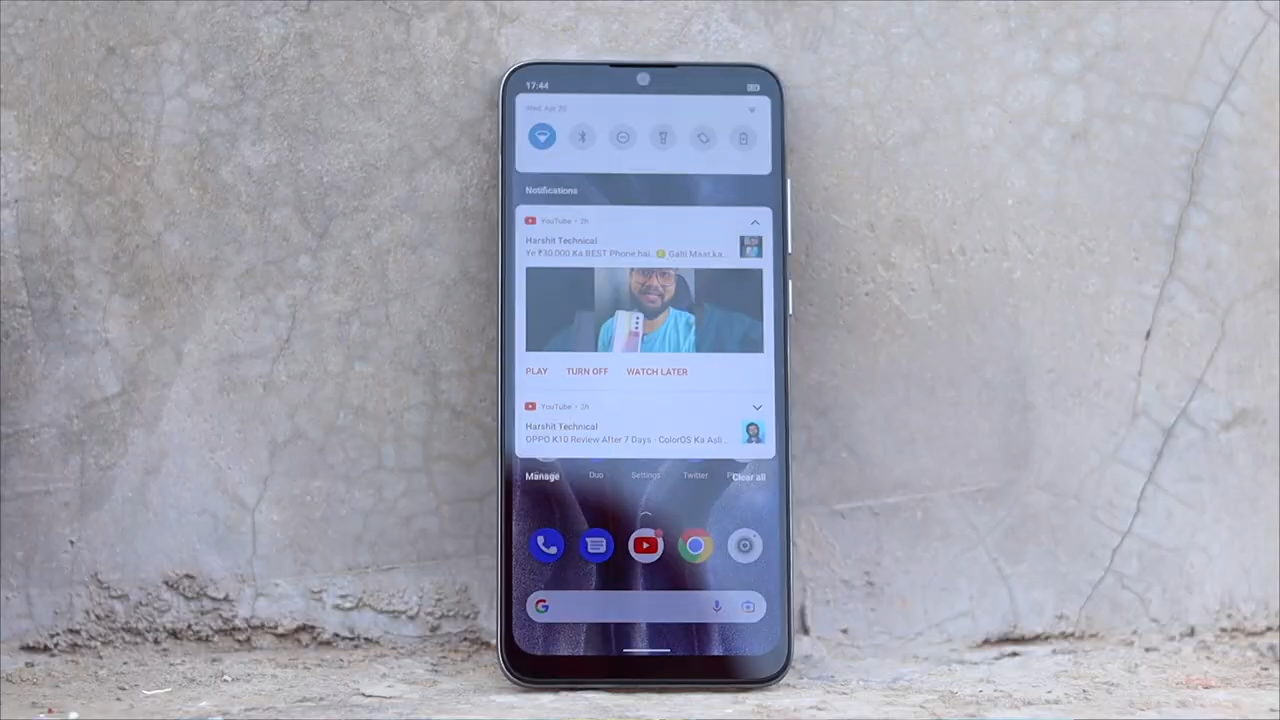 17:44
Wed, Apr 20
Notifications
YouTube • 2h
Harshit Technical
Ye ₹30,000 Ka BEST Phone hai..🤫 Galti Maat ka..
PLAY TURN OFF WATCH LATER
YouTube • 2h
Harshit Technical
OPPO K10 Review After 7 Days - ColorOS Ka Asli ..
Duo Settings Twitter
Manage Clear all